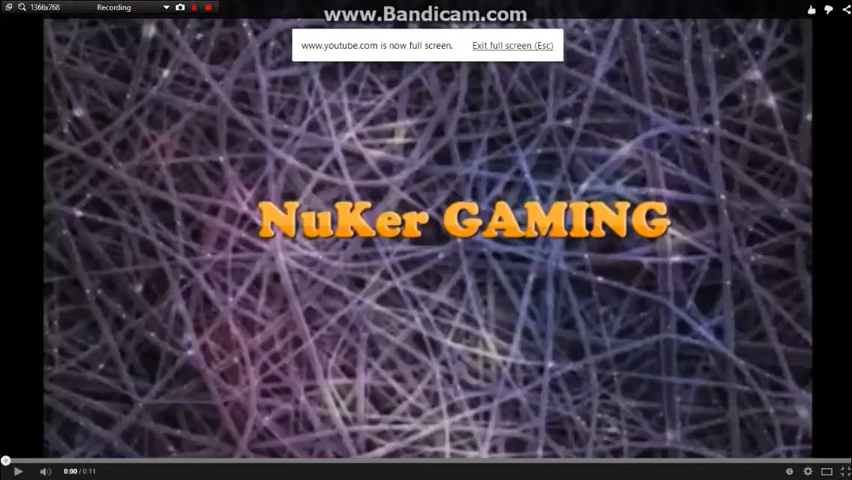 1366x768 Recording
www.Bandicam.com
www.youtube.com is now full screen. Exit full screen (Esc)
NuKer GAMING
0:00 / 0:11